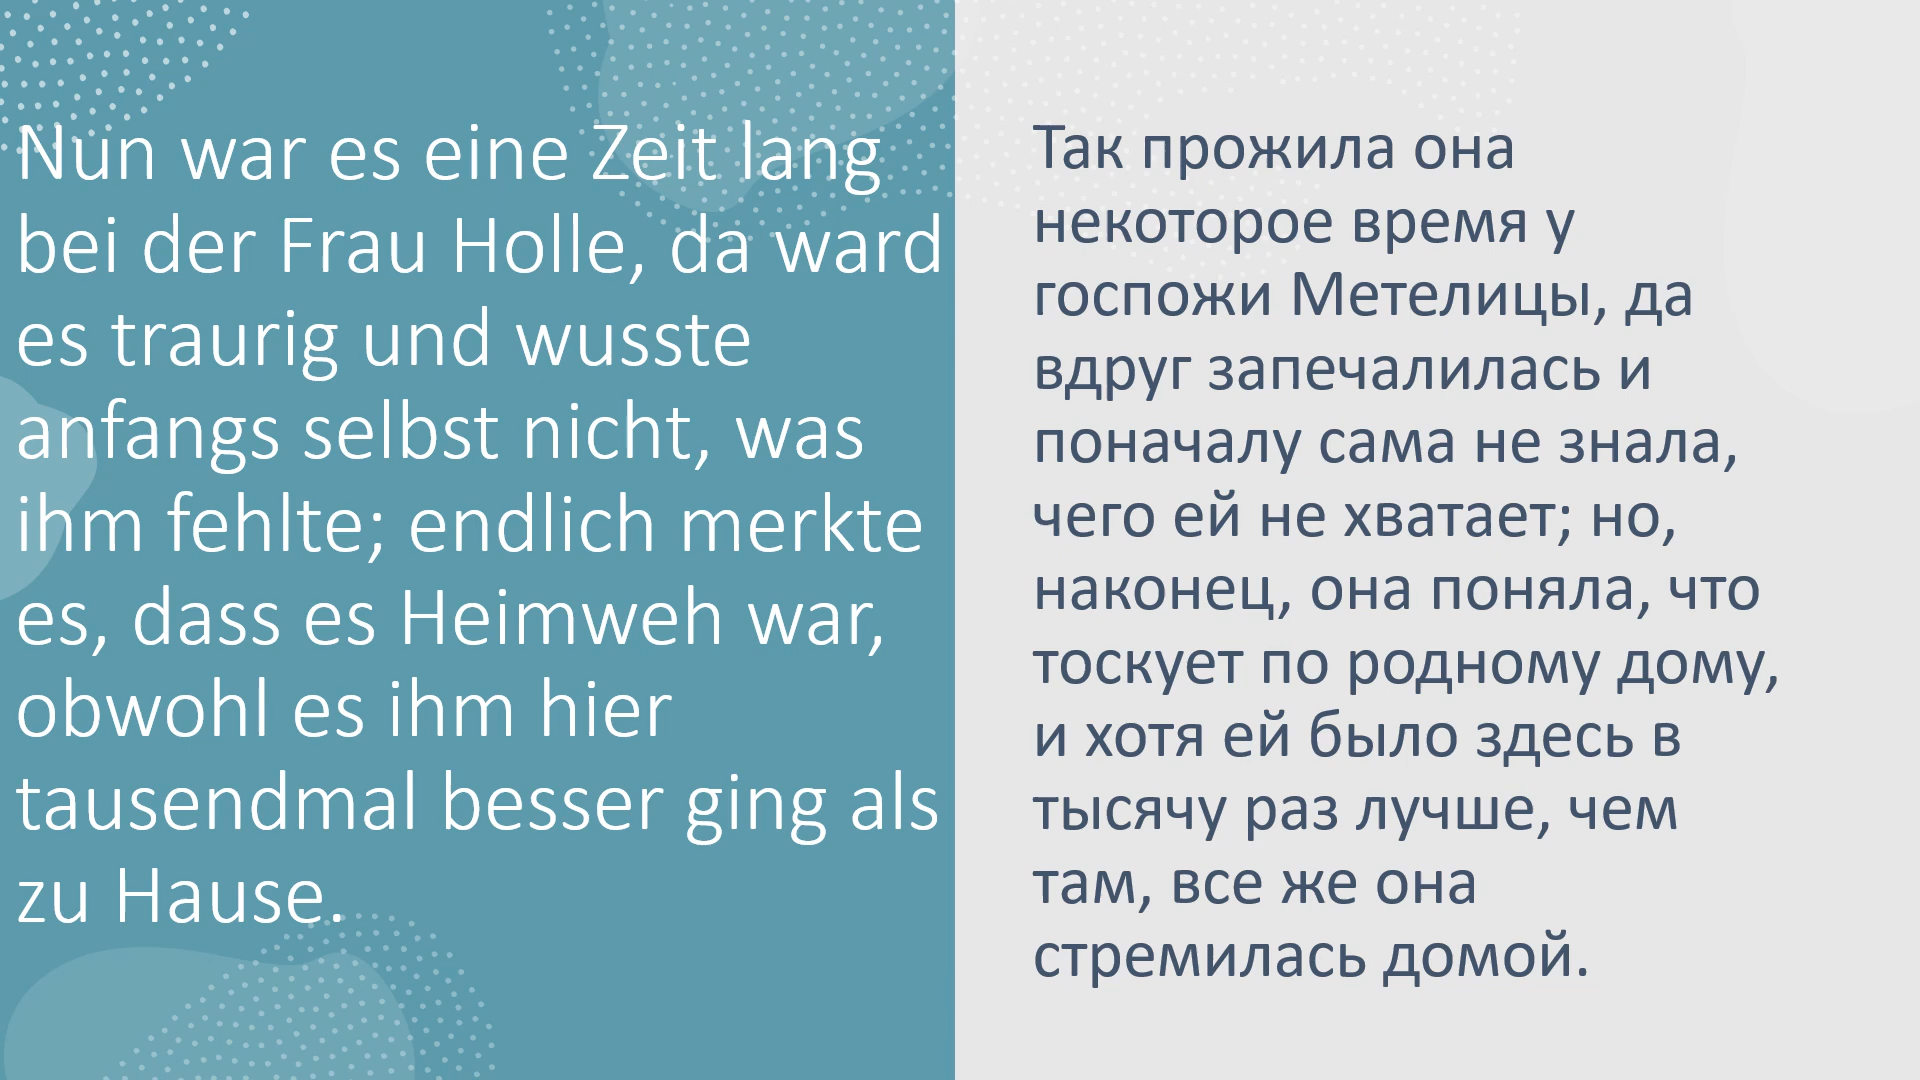 Nun war es eine Zeit lang
bei der Frau Holle, da ward
es traurig und wusste
anfangs selbst nicht, was
ihm fehlte; endlich merkte
es, dass es Heimweh war,
obwohl es ihm hier
tausendmal besser ging als
zu Hause.
Так прожила она
некоторое время у
госпожи Метелицы, да
вдруг запечалилась и
поначалу сама не знала,
чего ей не хватает; но,
наконец, она поняла, что
тоскует по родному дому,
и хотя ей было здесь в
тысячу раз лучше, чем
там, все же она
стремилась домой.